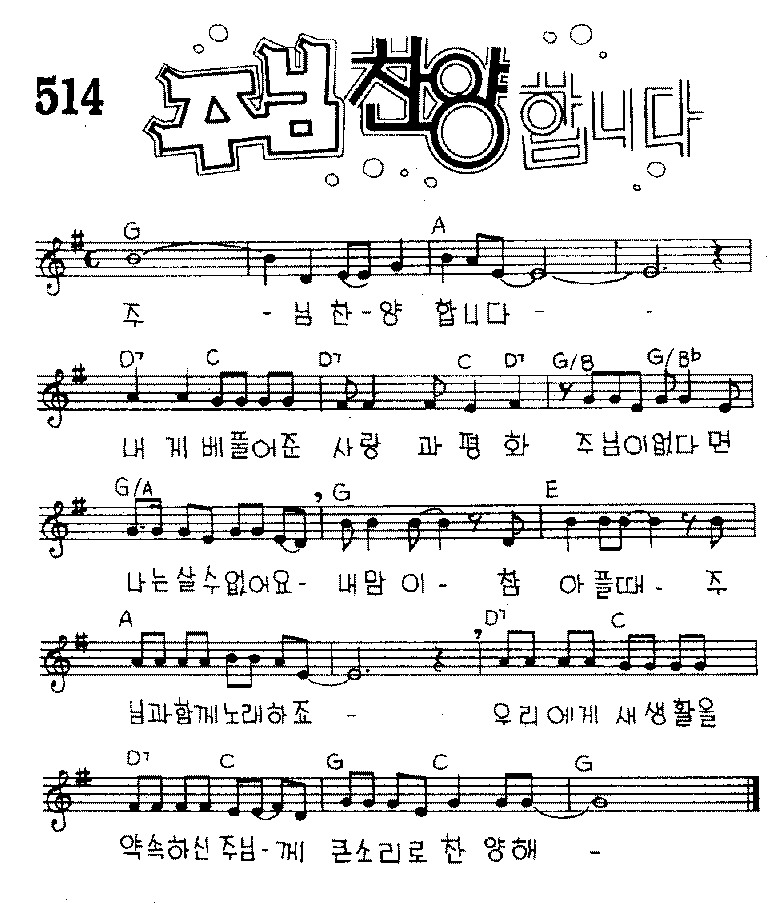 514
주님찬양합니다
G A
주 - 님 찬 - 양 합니다 - -
D7 C D7 C D7 G/B G/Bb
내 게 베풀어준 사랑 과 평 화 주님이없다면
G/A G E
나는살수없어요 - 내맘 이 - 참 아플때 - 주
A D7 C
님과함께노래하죠 - - 우리에게 새생활을
D7 C G C G
약속하신 주님 - 께 큰소리로 찬 양해 -